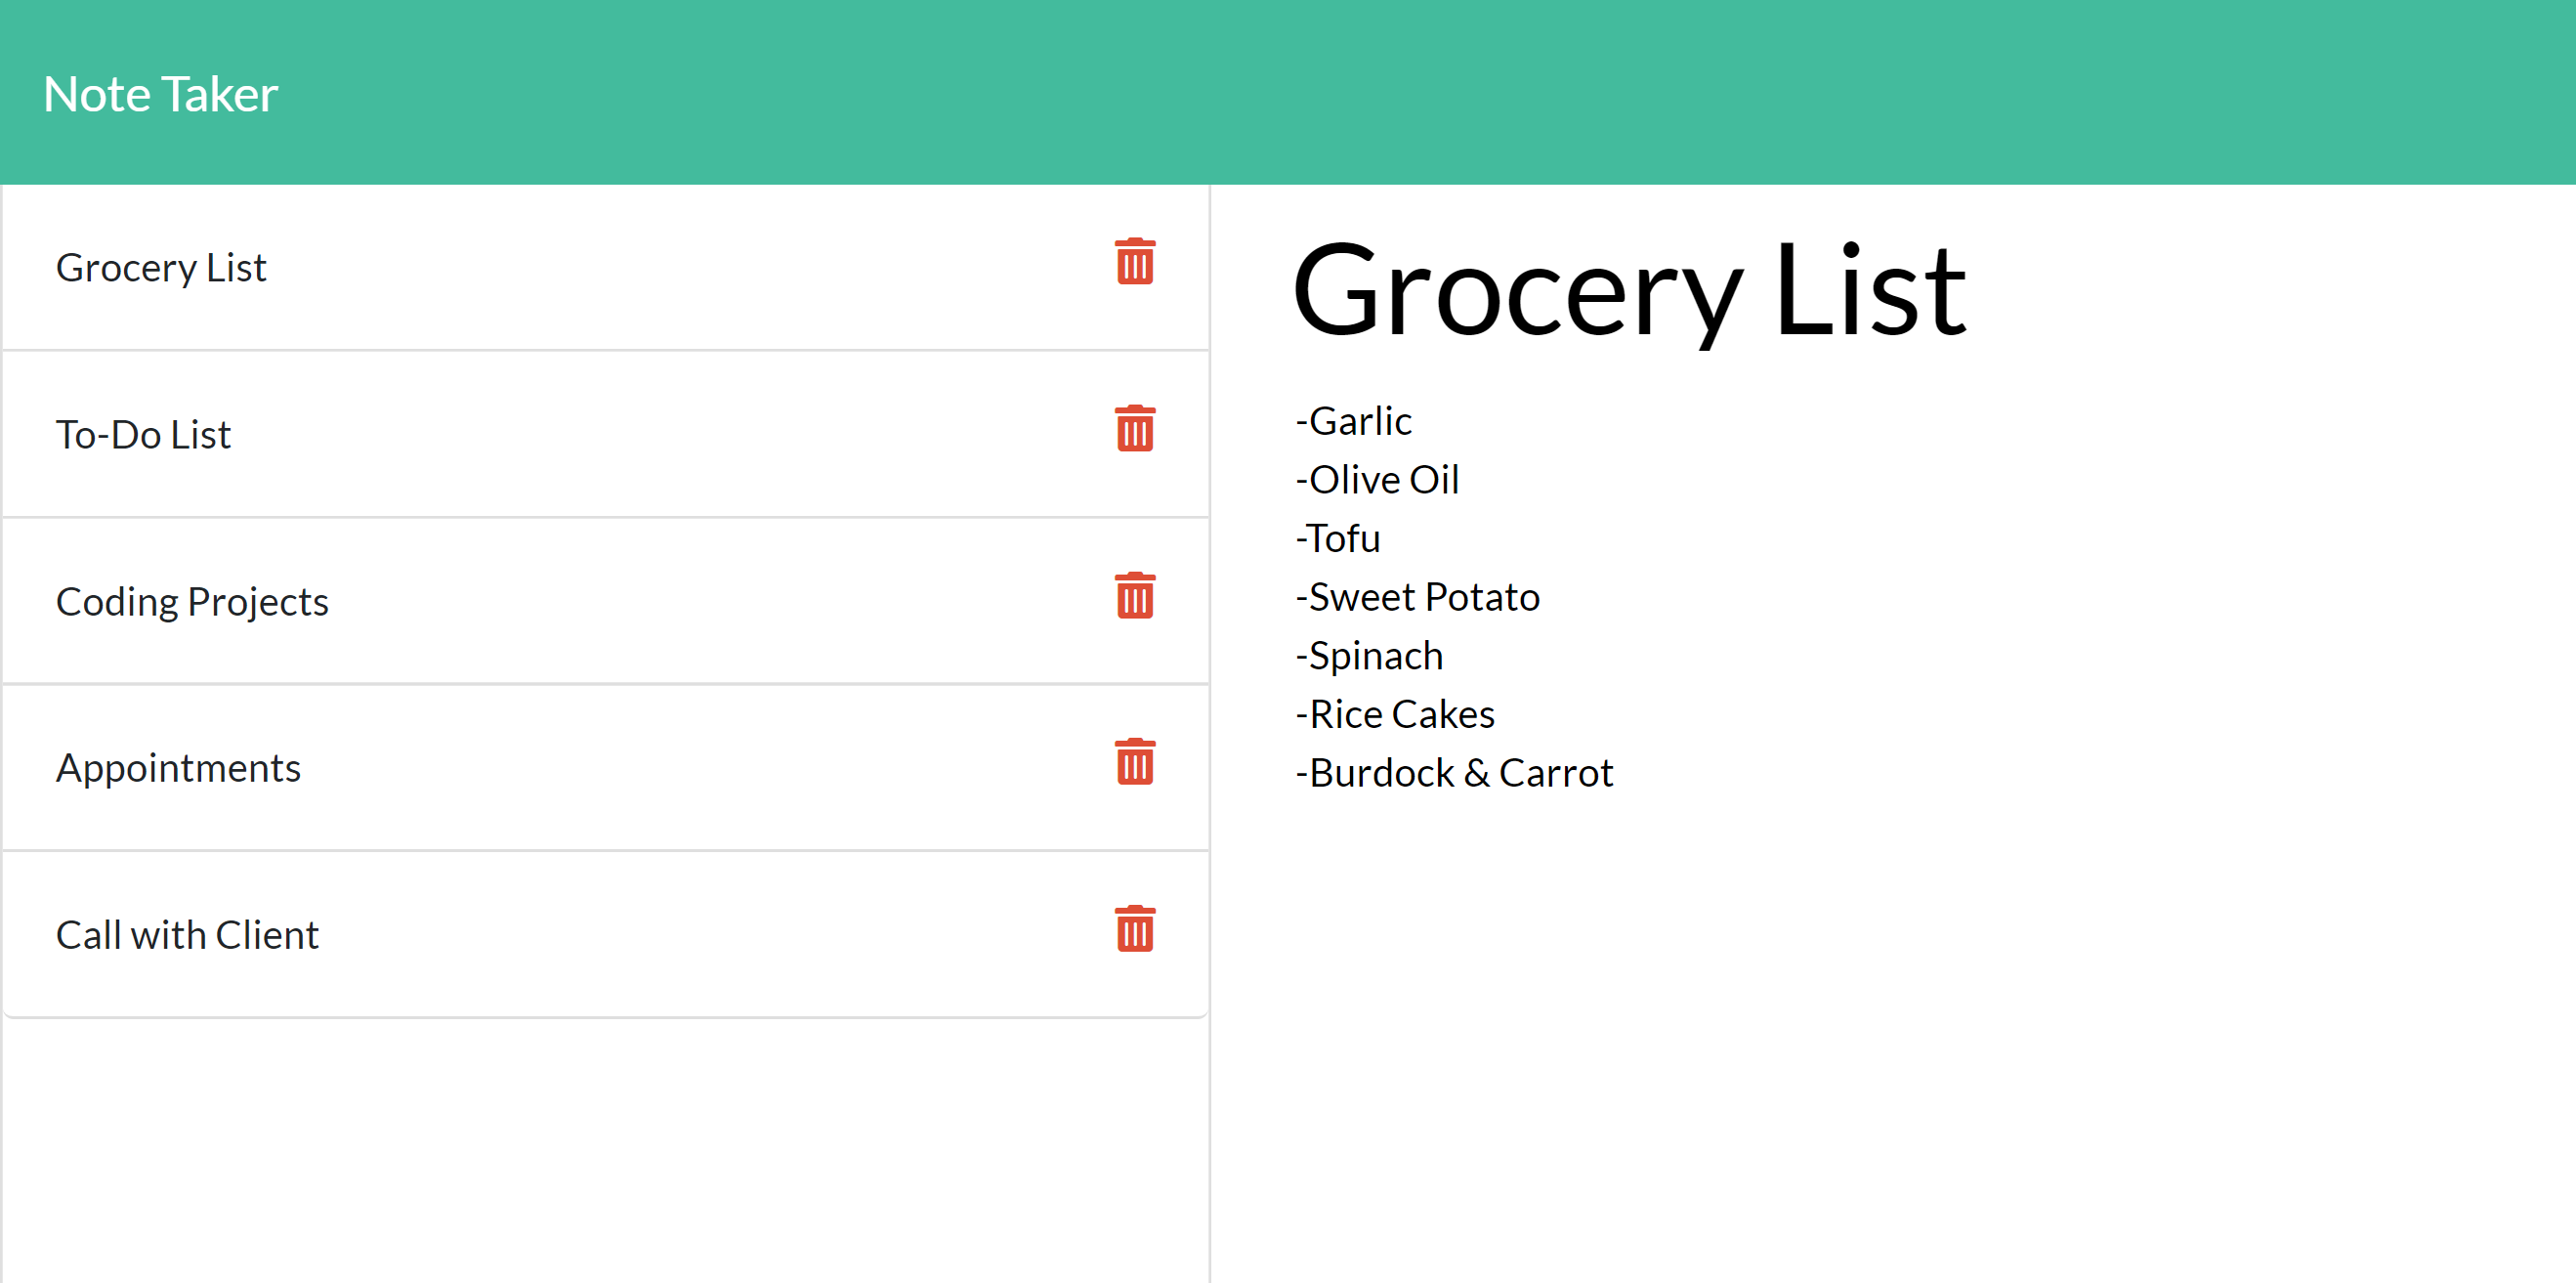 Note Taker
Grocery List
To-Do List
Coding Projects
Appointments
Call with Client
Grocery List
-Garlic
-Olive Oil
-Tofu
-Sweet Potato
-Spinach
-Rice Cakes
-Burdock & Carrot